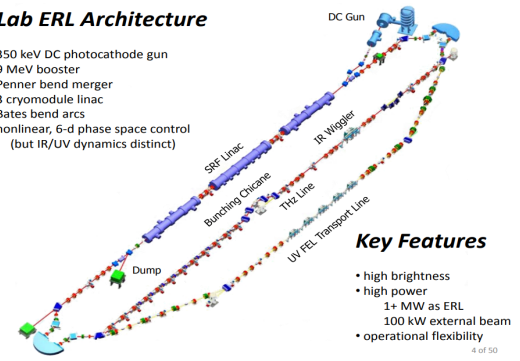 Lab ERL Architecture
DC Gun
350 keV DC photocathode gun
9 MeV booster
Penner bend merger
3 cryomodule linac
Bates bend arcs
nonlinear, 6-d phase space control
(but IR/UV dynamics distinct)
SRF Linac
IR Wiggler
Bunching Chicane
THz Line
UV FEL Transport Line
Dump
Key Features
• high brightness
• high power
1+ MW as ERL
100 kW external beam
• operational flexibility
4 of 50